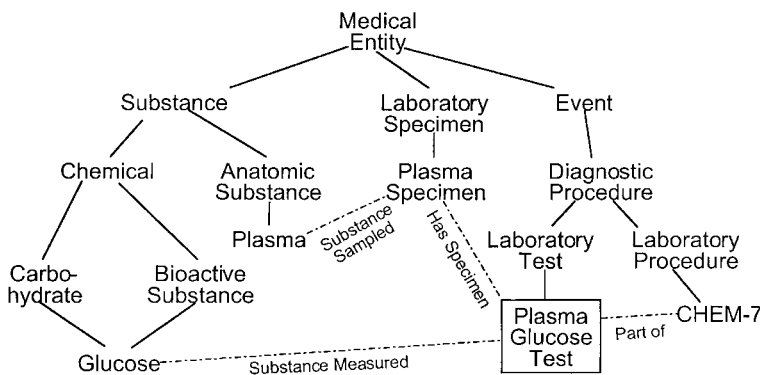 Medical
Entity
Substance
Laboratory
Specimen
Event
Chemical
Anatomic
Substance
Plasma
Specimen
Diagnostic
Procedure
Plasma
Substance
Sampled
Has Specimen
Laboratory
Test
Laboratory
Procedure
Carbo-
hydrate
Bioactive
Substance
Plasma
Glucose
Test
Part of
CHEM-7
Glucose
Substance Measured